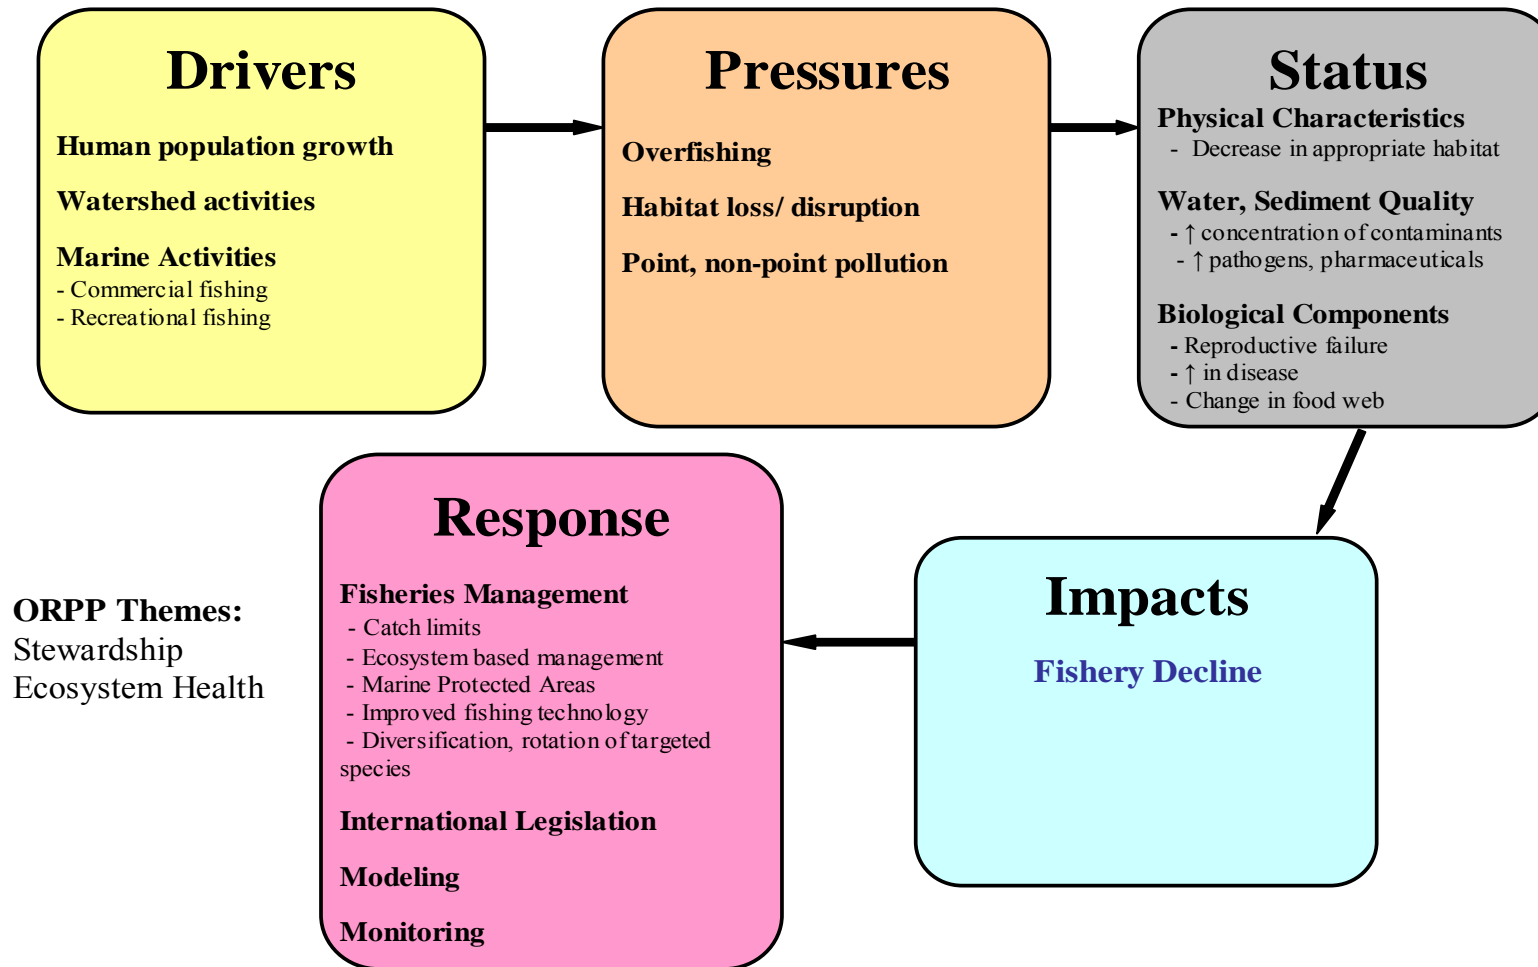 Drivers
Human population growth
Watershed activities
Marine Activities
- Commercial fishing
- Recreational fishing
Pressures
Overfishing
Habitat loss/ disruption
Point, non-point pollution
Status
Physical Characteristics
- Decrease in appropriate habitat
Water, Sediment Quality
- ↑ concentration of contaminants
- ↑ pathogens, pharmaceuticals
Biological Components
- Reproductive failure
- ↑ in disease
- Change in food web
Impacts
Fishery Decline
Response
Fisheries Management
- Catch limits
- Ecosystem based management
- Marine Protected Areas
- Improved fishing technology
- Diversification, rotation of targeted
species
International Legislation
Modeling
Monitoring
ORPP Themes:
Stewardship
Ecosystem Health